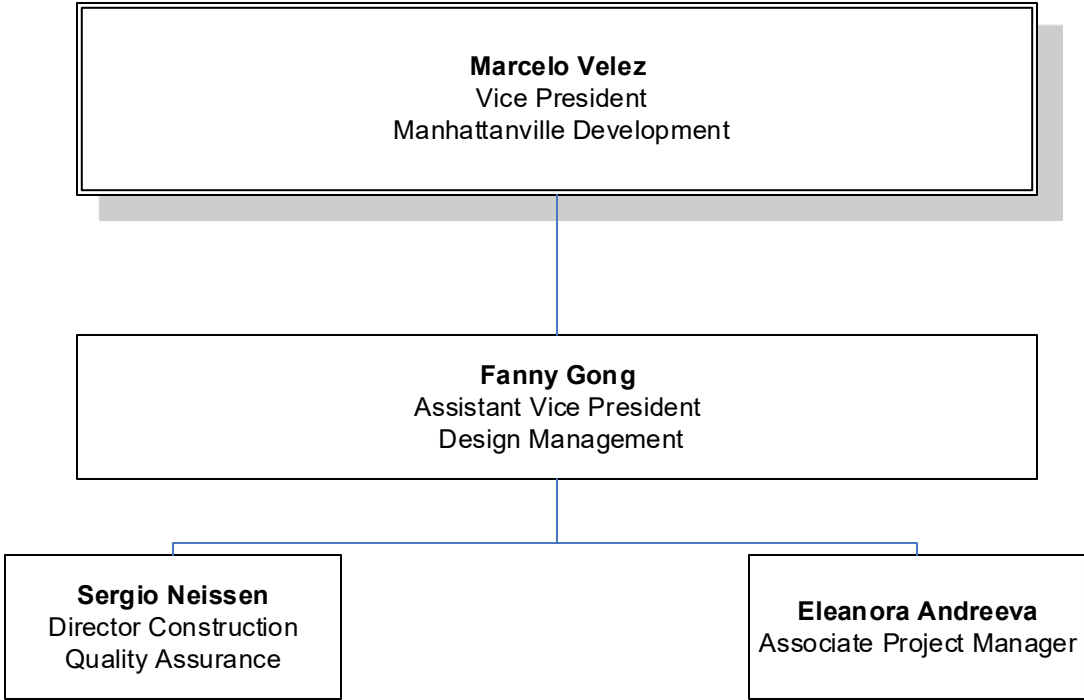 Marcelo Velez
Vice President
Manhattanville Development
Fanny Gong
Assistant Vice President
Design Management
Sergio Neissen
Director Construction
Quality Assurance
Eleanora Andreeva
Associate Project Manager